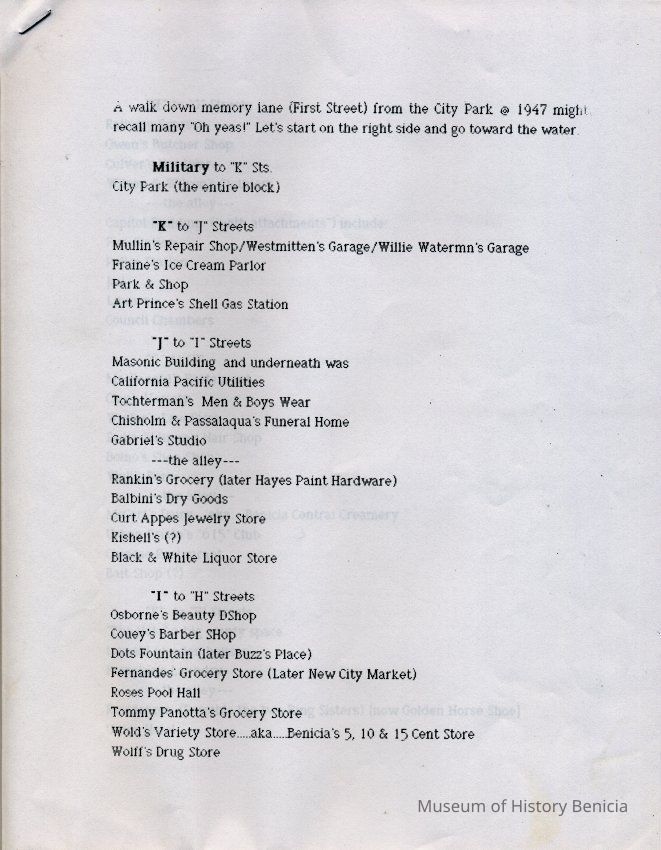 A walk down memory lane (First Street) from the City Park @ 1947 might
recall many "Oh yeas!" Let's start on the right side and go toward the water.
Military to "K" Sts.
City Park (the entire block)
"K" to "J" Streets
Mullin's Repair Shop/Westmitten's Garage/Willie Watermn's Garage
Fraine's Ice Cream Parlor
Park & Shop
Art Prince's Shell Gas Station
"J" to "I" Streets
Masonic Building and underneath was
California Pacific Utilities
Tochterman's Men & Boys Wear
Chisholm & Passalaqua's Funeral Home
Gabriel's Studio
---the alley---
Rankin's Grocery (later Hayes Paint Hardware)
Balbini's Dry Goods
Curt Appes Jewelry Store
Kishell's (?)
Black & White Liquor Store
"I" to "H" Streets
Osborne's Beauty DShop
Couey's Barber SHop
Dots Fountain (later Buzz's Place)
Fernandes' Grocery Store (Later New City Market)
Roses Pool Hall
Tommy Panotta's Grocery Store
Wold's Variety Store.....aka.....Benicia's 5, 10 & 15 Cent Store
Wolff's Drug Store
Museum of History Benicia